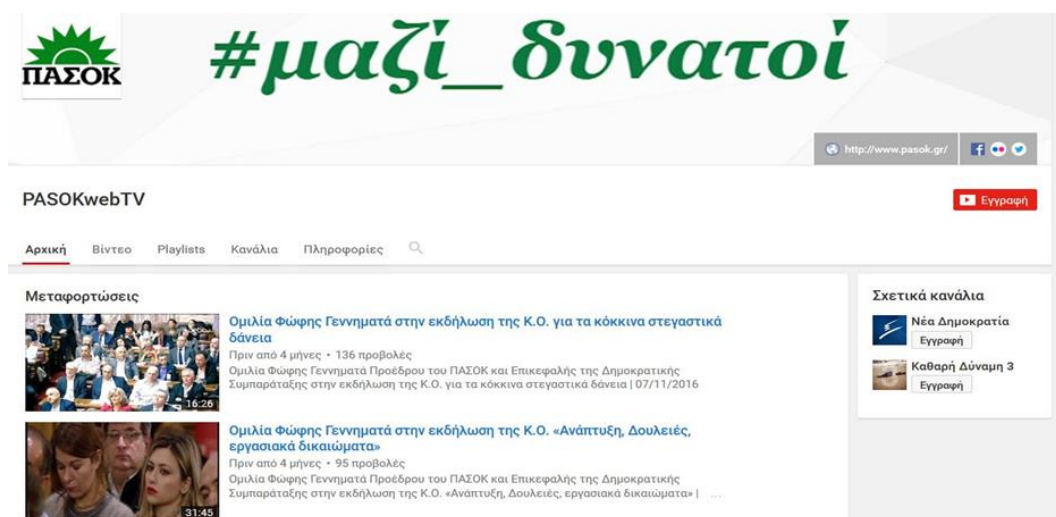 ΠΑΣΟΚ
#μαζί_δυνατοί
http://www.pasok.gr/
PASOKwebTV
Εγγραφή
Αρχική Βίντεο Playlists Κανάλια Πληροφορίες
Μεταφορτώσεις
Ομιλία Φώφης Γεννηματά στην εκδήλωση της Κ.Ο. για τα κόκκινα στεγαστικά
δάνεια
Πριν από 4 μήνες • 136 προβολές
Ομιλία Φώφης Γεννηματά Προέδρου του ΠΑΣΟΚ και Επικεφαλής της Δημοκρατικής
Συμπαράταξης στην εκδήλωση της Κ.Ο. για τα κόκκινα στεγαστικά δάνεια | 07/11/2016
16:26
Ομιλία Φώφης Γεννηματά στην εκδήλωση της Κ.Ο. «Ανάπτυξη, Δουλειές,
εργασιακά δικαιώματα»
Πριν από 4 μήνες • 95 προβολές
Ομιλία Φώφης Γεννηματά Προέδρου του ΠΑΣΟΚ και Επικεφαλής της Δημοκρατικής
Συμπαράταξης στην εκδήλωση της Κ.Ο. «Ανάπτυξη, Δουλειές, εργασιακά δικαιώματα» | ...
31:45
Σχετικά κανάλια
Νέα Δημοκρατία
Εγγραφή
Καθαρή Δύναμη 3
Εγγραφή